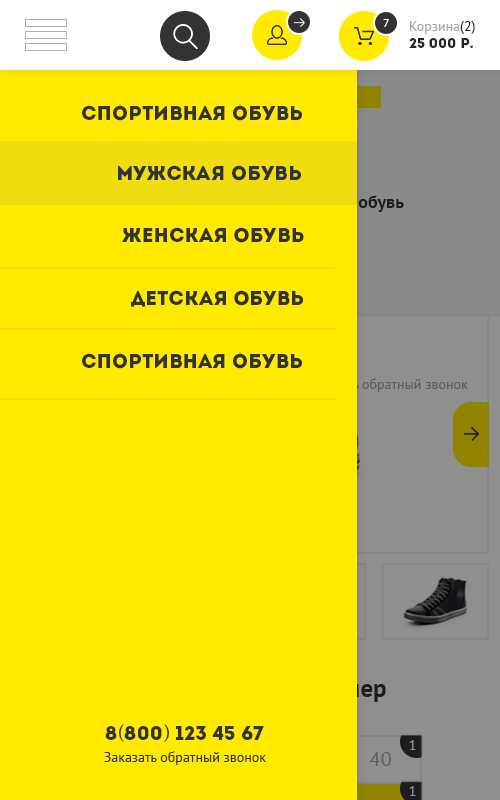 7
Корзина(2)
25 000 Р.
СПОРТИВНАЯ ОБУВЬ
МУЖСКАЯ ОБУВЬ
обувь
ЖЕНСКАЯ ОБУВЬ
ДЕТСКАЯ ОБУВЬ
СПОРТИВНАЯ ОБУВЬ
ь обратный звонок
мер
8(800) 123 45 67
Заказать обратный звонок
40
1
1